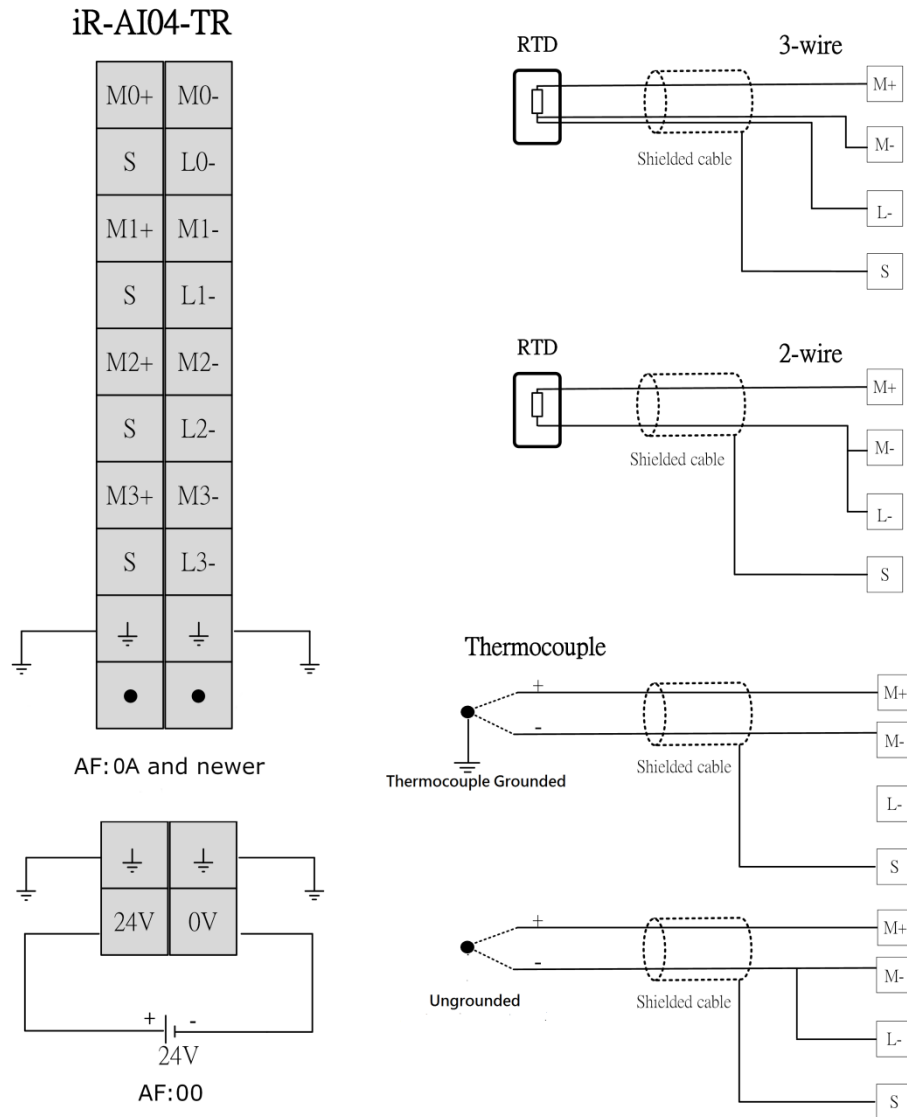 iR-AI04-TR
M0+ M0-
S L0-
M1+ M1-
S L1-
M2+ M2-
S L2-
M3+ M3-
S L3-
AF:0A and newer
24V 0V
+ -
24V
AF:00
RTD 3-wire
M+
M-
Shielded cable
L-
S
RTD 2-wire
M+
M-
Shielded cable
L-
S
Thermocouple
+ M+
- M-
Shielded cable
Thermocouple Grounded
L-
S
+ M+
- M-
Ungrounded Shielded cable
L-
S